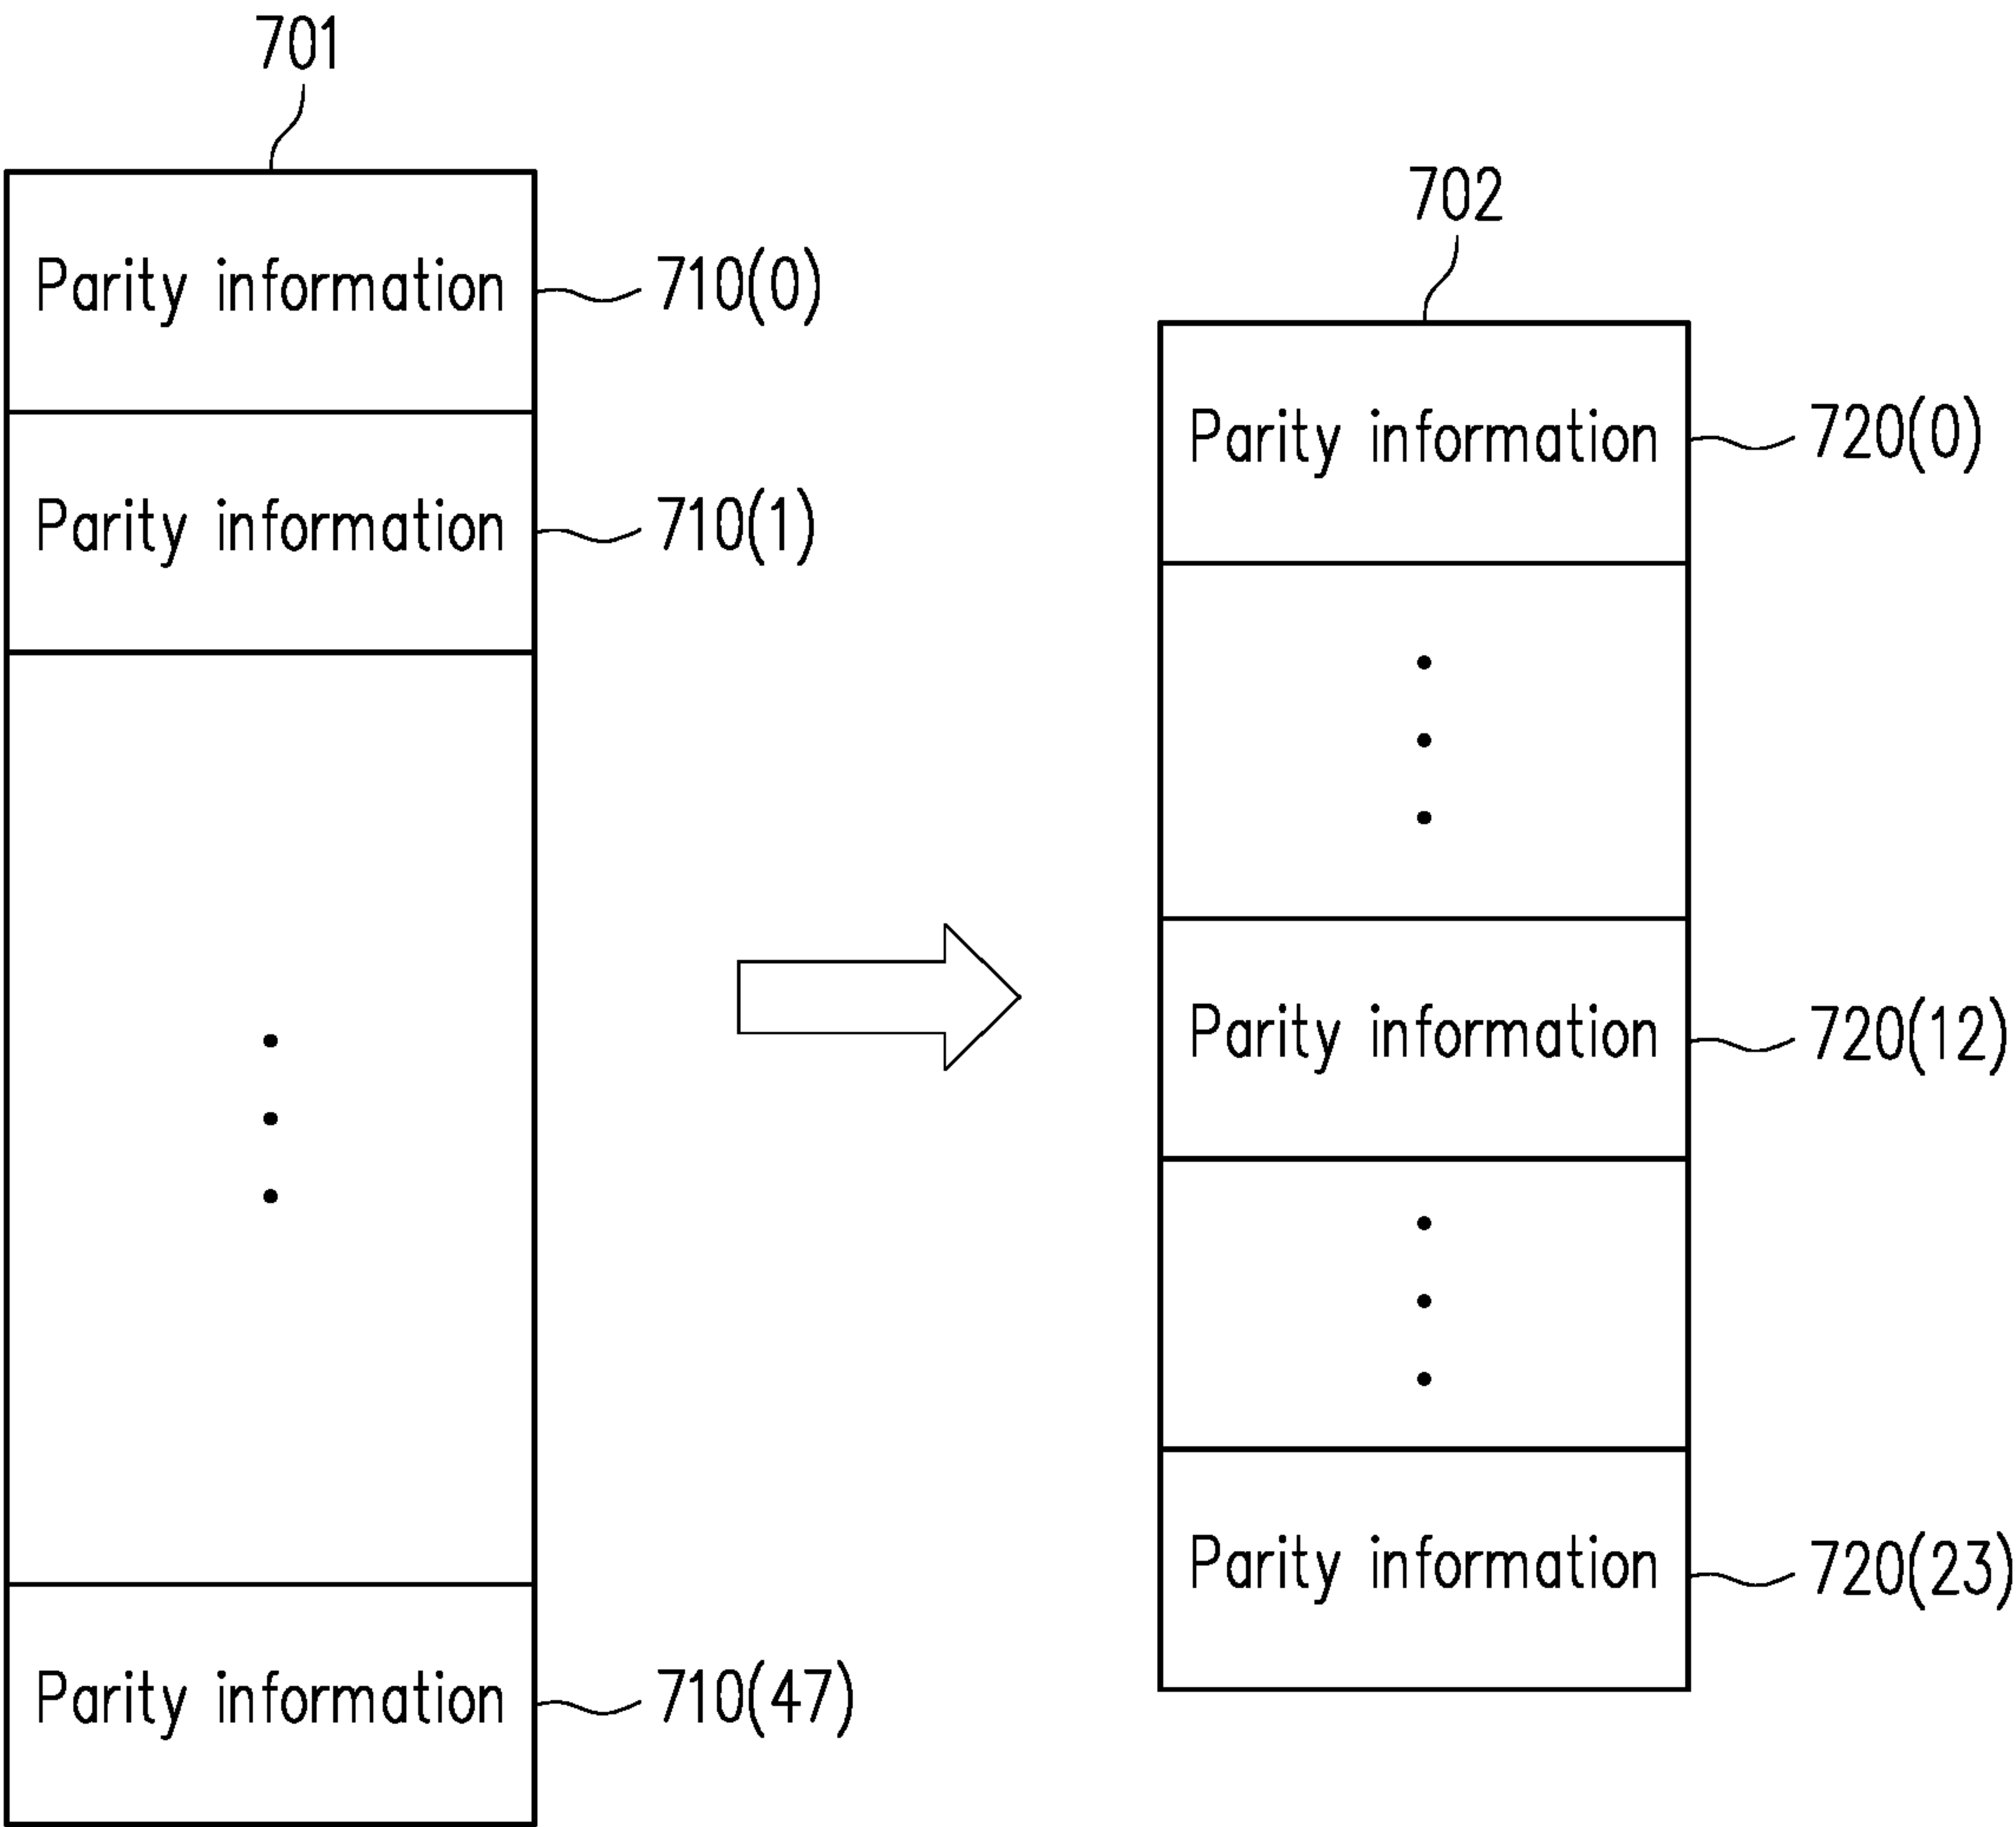 701
Parity information 710(0)
Parity information 710(1)
Parity information 710(47)
702
Parity information 720(0)
Parity information 720(12)
Parity information 720(23)